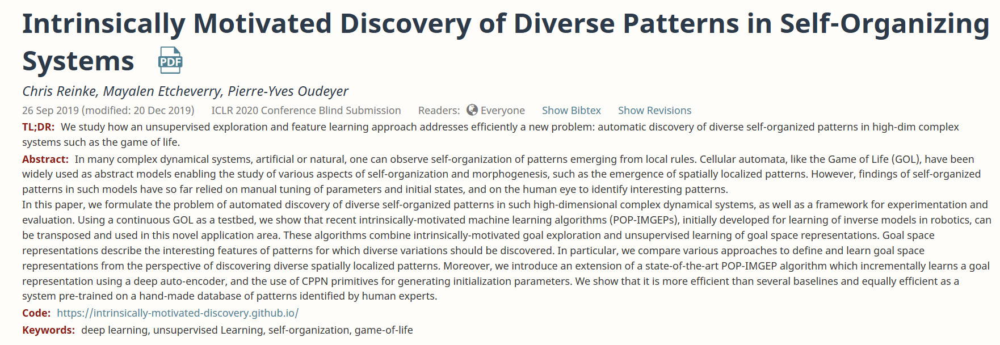 Intrinsically Motivated Discovery of Diverse Patterns in Self-Organizing
Systems PDF
Chris Reinke, Mayalen Etcheverry, Pierre-Yves Oudeyer
26 Sep 2019 (modified: 20 Dec 2019) ICLR 2020 Conference Blind Submission Readers: Everyone Show Bibtex Show Revisions
TL;DR: We study how an unsupervised exploration and feature learning approach addresses efficiently a new problem: automatic discovery of diverse self-organized patterns in high-dim complex
systems such as the game of life.
Abstract: In many complex dynamical systems, artificial or natural, one can observe self-organization of patterns emerging from local rules. Cellular automata, like the Game of Life (GOL), have been
widely used as abstract models enabling the study of various aspects of self-organization and morphogenesis, such as the emergence of spatially localized patterns. However, findings of self-organized
patterns in such models have so far relied on manual tuning of parameters and initial states, and on the human eye to identify interesting patterns.
In this paper, we formulate the problem of automated discovery of diverse self-organized patterns in such high-dimensional complex dynamical systems, as well as a framework for experimentation and
evaluation. Using a continuous GOL as a testbed, we show that recent intrinsically-motivated machine learning algorithms (POP-IMGEPs), initially developed for learning of inverse models in robotics, can
be transposed and used in this novel application area. These algorithms combine intrinsically-motivated goal exploration and unsupervised learning of goal space representations. Goal space
representations describe the interesting features of patterns for which diverse variations should be discovered. In particular, we compare various approaches to define and learn goal space
representations from the perspective of discovering diverse spatially localized patterns. Moreover, we introduce an extension of a state-of-the-art POP-IMGEP algorithm which incrementally learns a goal
representation using a deep auto-encoder, and the use of CPPN primitives for generating initialization parameters. We show that it is more efficient than several baselines and equally efficient as a
system pre-trained on a hand-made database of patterns identified by human experts.
Code: https://intrinsically-motivated-discovery.github.io/
Keywords: deep learning, unsupervised Learning, self-organization, game-of-life